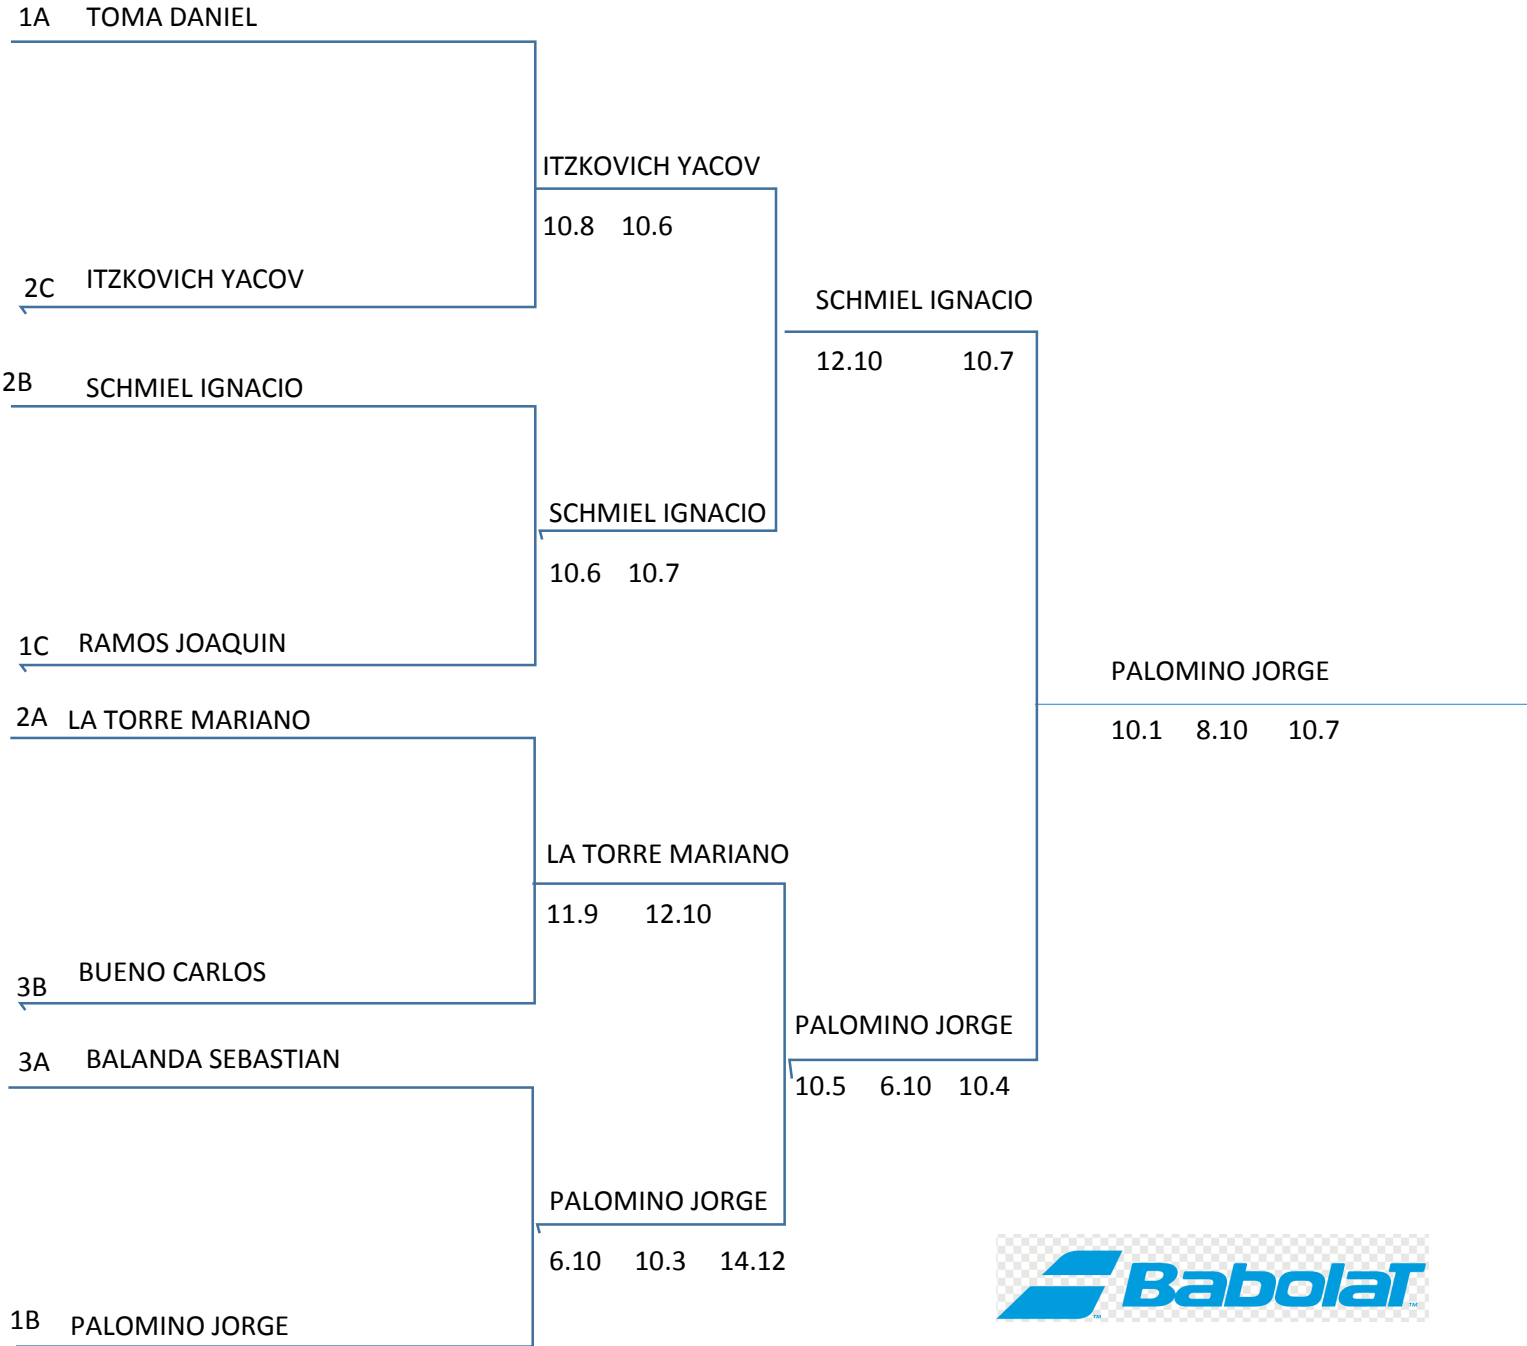 1A TOMA DANIEL
ITZKOVICH YACOV
10.8 10.6
2C ITZKOVICH YACOV
SCHMIEL IGNACIO
12.10 10.7
2B SCHMIEL IGNACIO
SCHMIEL IGNACIO
10.6 10.7
1C RAMOS JOAQUIN
PALOMINO JORGE
10.1 8.10 10.7
2A LA TORRE MARIANO
LA TORRE MARIANO
11.9 12.10
3B BUENO CARLOS
PALOMINO JORGE
10.5 6.10 10.4
3A BALANDA SEBASTIAN
PALOMINO JORGE
6.10 10.3 14.12
1B PALOMINO JORGE
BabolaT
™
™